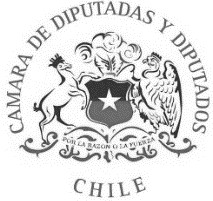 CAMARA DE DIPUTADAS Y DIPUTADOS
POR LA RAZON O LA FUERZA
CHILE